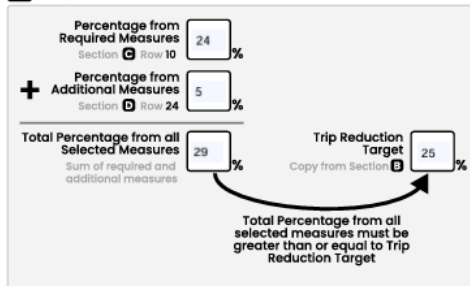 Percentage from
Required Measures
Section C Row 10
24
%
+
Percentage from
Additional Measures
Section D Row 24
5
%
Total Percentage from all
Selected Measures
Sum of required and
additional measures
29
%
Trip Reduction
Target
Copy from Section B
25
%
Total Percentage from all
selected measures must be
greater than or equal to Trip
Reduction Target